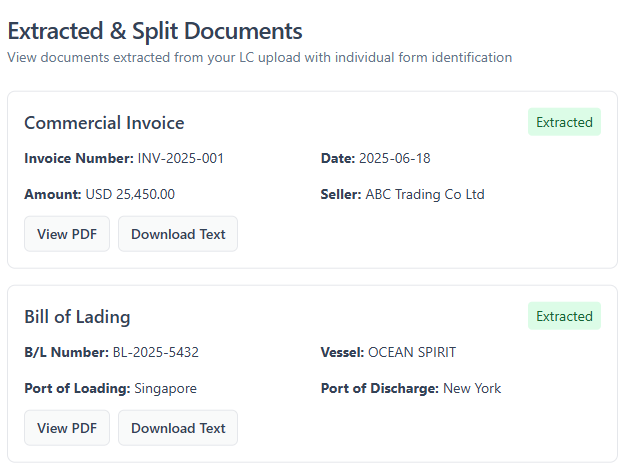 Extracted & Split Documents
View documents extracted from your LC upload with individual form identification
Commercial Invoice
Extracted
Invoice Number: INV-2025-001
Date: 2025-06-18
Amount: USD 25,450.00
Seller: ABC Trading Co Ltd
View PDF
Download Text
Bill of Lading
Extracted
B/L Number: BL-2025-5432
Vessel: OCEAN SPIRIT
Port of Loading: Singapore
Port of Discharge: New York
View PDF
Download Text